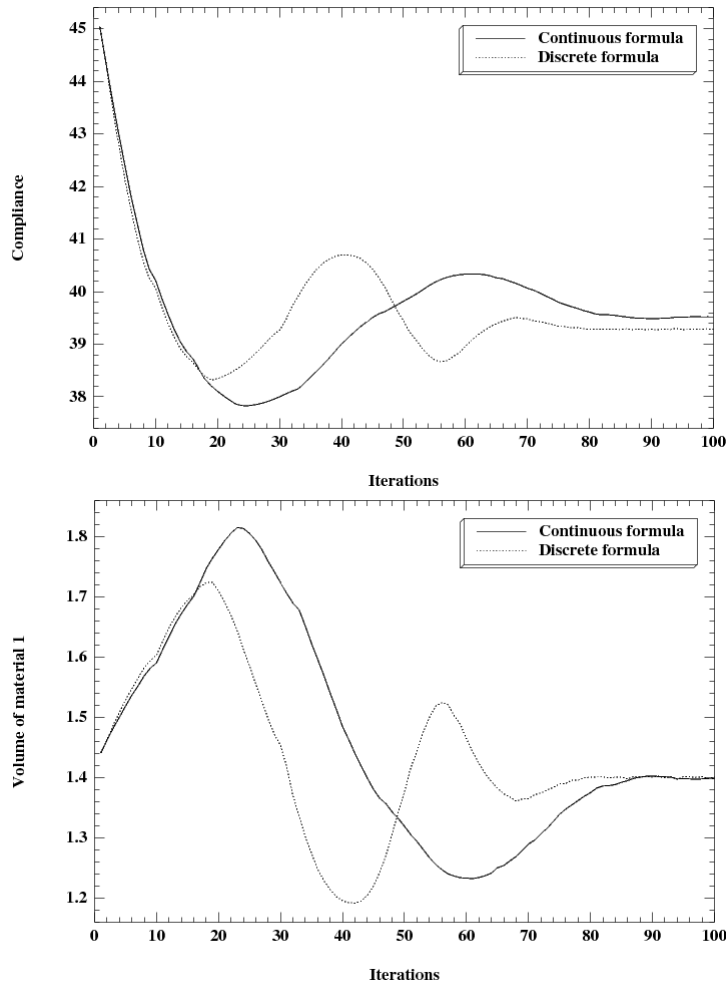 45
44
43
42
41
40
39
38
Compliance
Continuous formula
Discrete formula
0 10 20 30 40 50 60 70 80 90 100
Iterations
1.8
1.7
1.6
1.5
1.4
1.3
1.2
Volume of material 1
Continuous formula
Discrete formula
0 10 20 30 40 50 60 70 80 90 100
Iterations